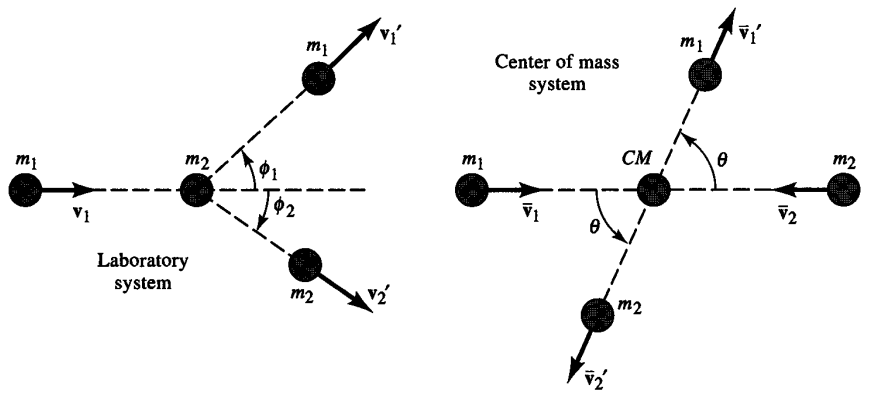 v₁′
m₁
m₁
m₂
ϕ₁
ϕ₂
v₁
Laboratory
system
m₂
v₂′
v̄₁′
m₁
Center of mass
system
m₁
CM
θ
m₂
v̄₁
θ
v̄₂
m₂
v̄₂′